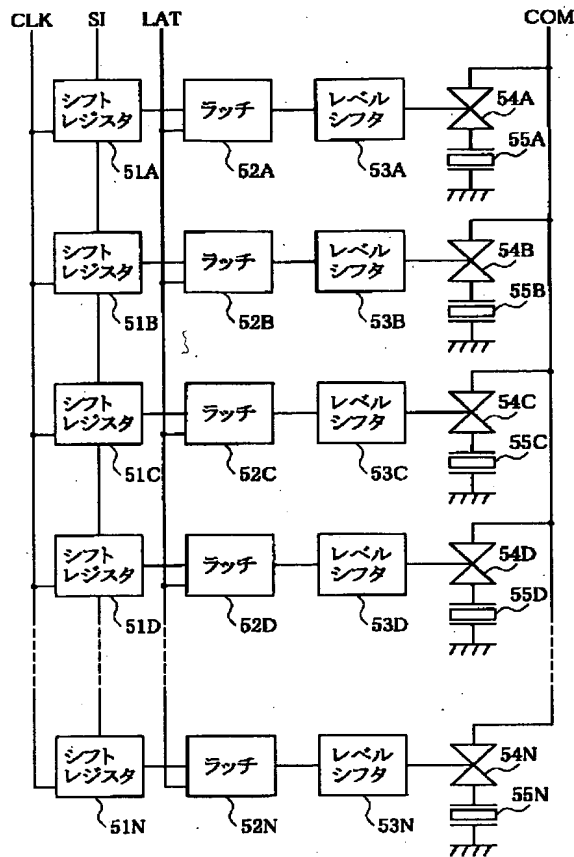 CLK SI LAT COM
シフト
レジスタ
ラッチ
レベル
シフタ
54A
55A
51A
52A
53A
シフト
レジスタ
ラッチ
レベル
シフタ
54B
55B
51B
52B
53B
シフト
レジスタ
ラッチ
レベル
シフタ
54C
55C
51C
52C
53C
シフト
レジスタ
ラッチ
レベル
シフタ
54D
55D
51D
52D
53D
シフト
レジスタ
ラッチ
レベル
シフタ
54N
55N
51N
52N
53N